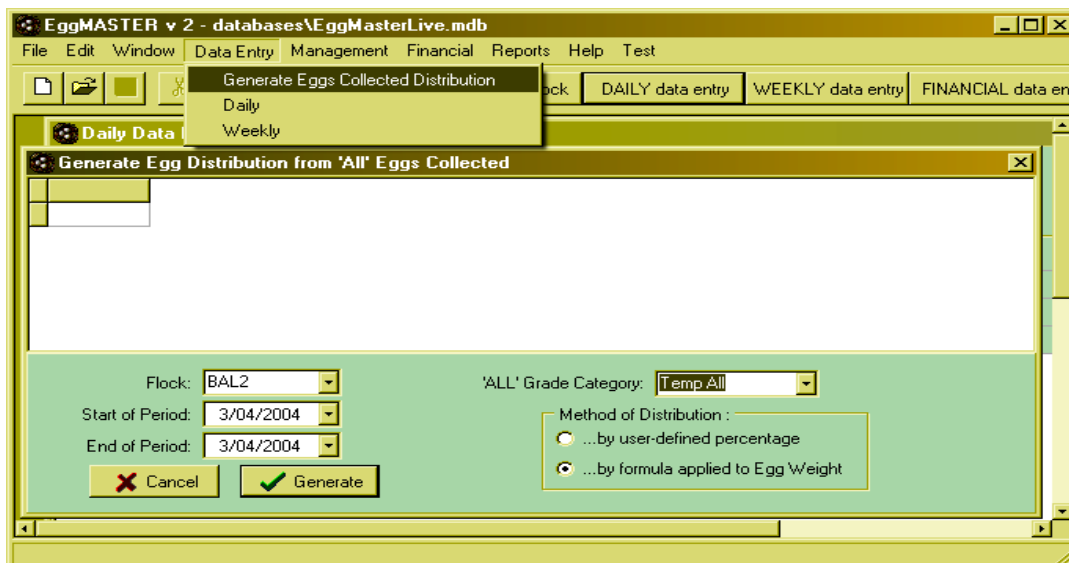 EggMASTER v 2 - databases\EggMasterLive.mdb
File Edit Window Data Entry Management Financial Reports Help Test
Generate Eggs Collected Distribution
Daily
Weekly
ock DAILY data entry WEEKLY data entry FINANCIAL data en
Daily Data
Generate Egg Distribution from 'All' Eggs Collected
Flock: BAL2
'ALL' Grade Category: Temp All
Start of Period: 3/04/2004
End of Period: 3/04/2004
Method of Distribution :
...by user-defined percentage
...by formula applied to Egg Weight
Cancel Generate